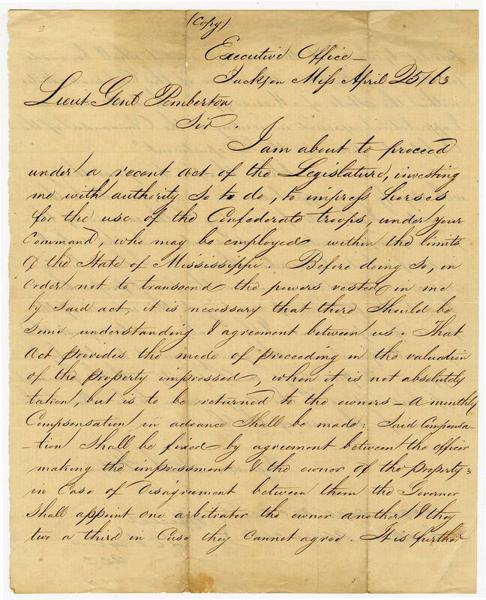 (Copy)
Executive Office –
Jackson Miss April 25/63
Lieut. Genl Pemberton
Sir.
I am about to proceed
under a recent act of the Legislature, investing
me with authority so to do, to impress horses
for the use of the Confederate troops, under your
Command, who may be employed within the limits
of the State of Mississippi. Before doing so, in
order not to transcend the powers vested in me
by said act, it is necessary that there should be
some understanding & agreement between us. That
Act provides the mode of proceeding in the valuation
of the property impressed, when it is not absolutely
taken, but is to be returned to the owners – a monthly
Compensation in advance shall be made: Said Compensa-
-tion shall be fixed by agreement between the officer
making the impressment & the owner of the property;
in Case of Disagreement between them the Governor
shall appoint one arbitrator the owner another & they
two a third in Case they cannot agree. It is further